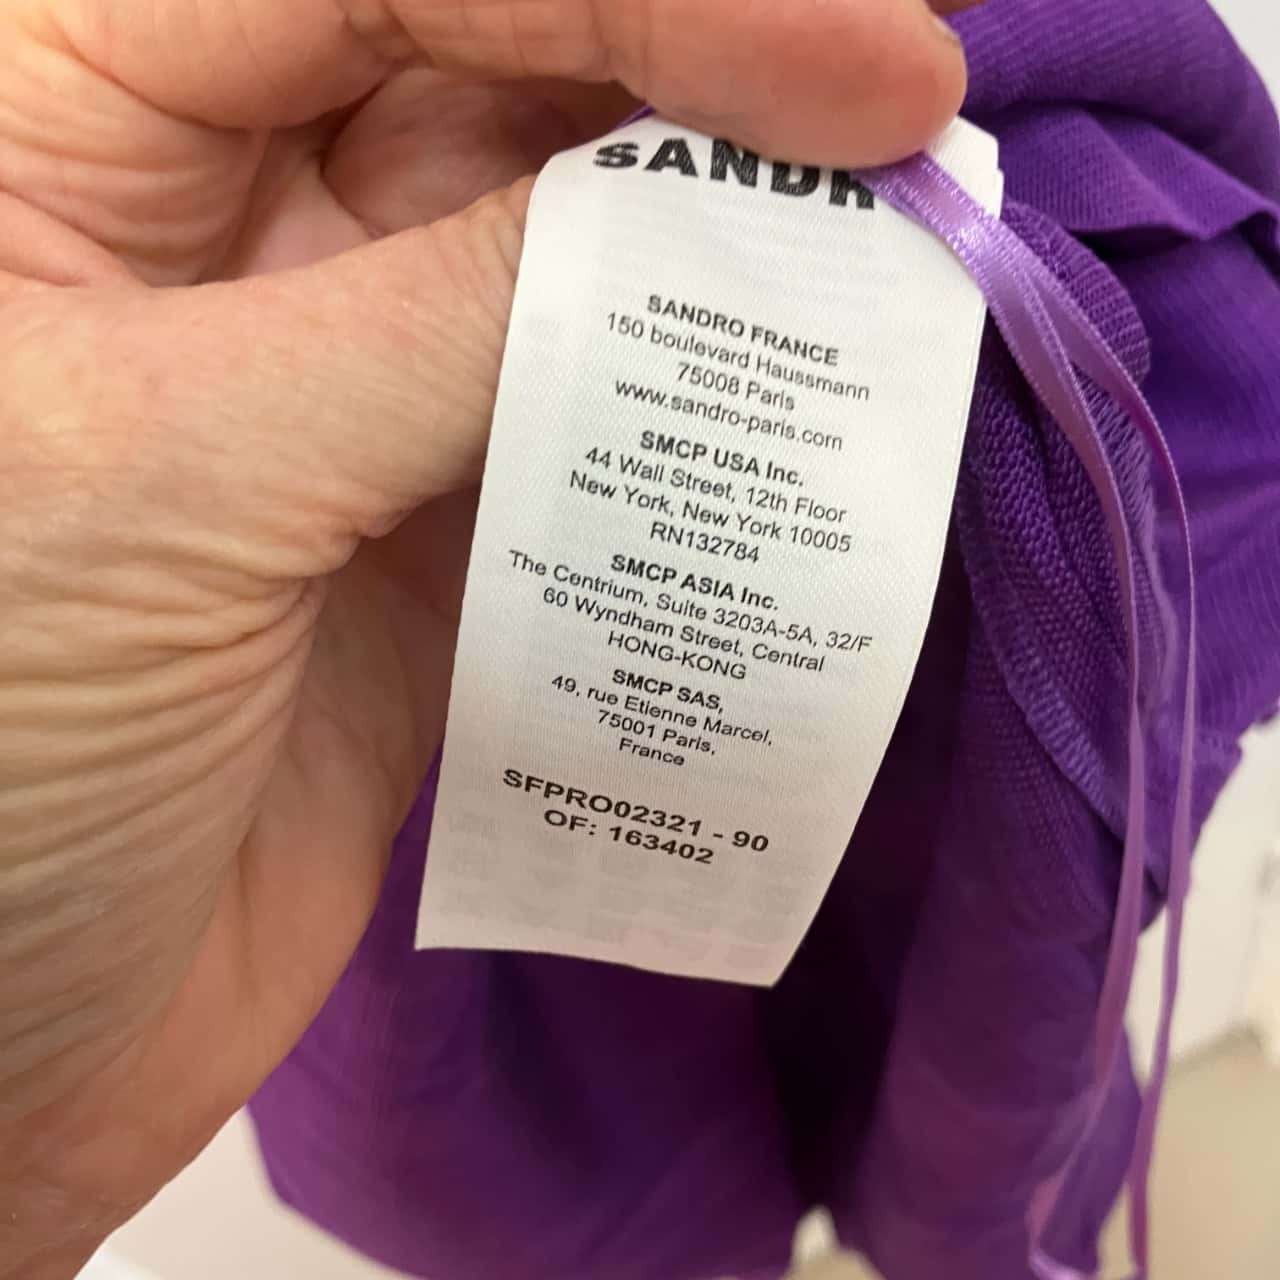 SANDR
SANDRO FRANCE
150 boulevard Haussmann
75008 Paris
www.sandro-paris.com
SMCP USA Inc.
44 Wall Street, 12th Floor
New York, New York 10005
RN132784
SMCP ASIA Inc.
The Centrium, Suite 3203A-5A, 32/F
60 Wyndham Street, Central
HONG-KONG
SMCP SAS,
49, rue Etienne Marcel,
75001 Paris,
France
SFPRO02321 - 90
OF: 163402